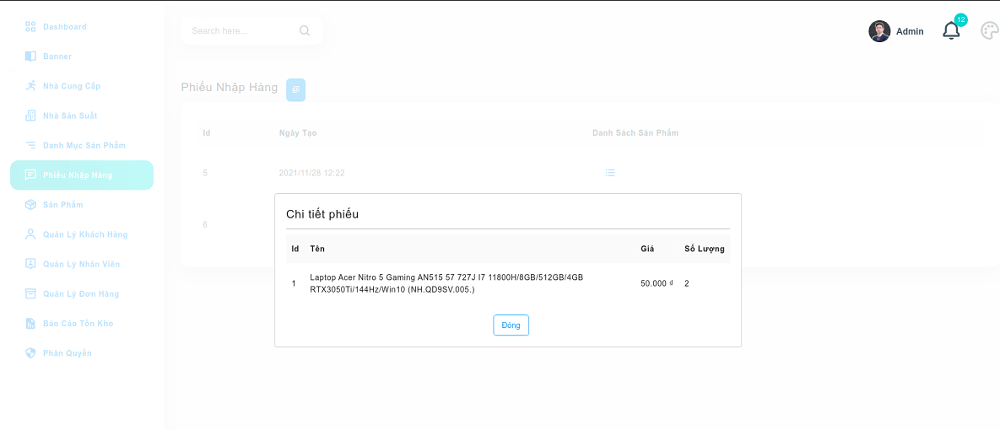 Dashboard
Banner
Nhà Cung Cấp
Nhà Sản Suất
Danh Mục Sản Phẩm
Phiếu Nhập Hàng
Sản Phẩm
Quản Lý Khách Hàng
Quản Lý Nhân Viên
Quản Lý Đơn Hàng
Báo Cáo Tồn Kho
Phân Quyền
Search here...
Admin
12
Phiếu Nhập Hàng
Id Ngày Tạo Danh Sách Sản Phẩm
5 2021/11/28 12:22
6
Chi tiết phiếu
Id Tên Giá Số Lượng
1 Laptop Acer Nitro 5 Gaming AN515 57 727J I7 11800H/8GB/512GB/4GB 50.000 ₫ 2
RTX3050Ti/144Hz/Win10 (NH.QD9SV.005.)
Đóng